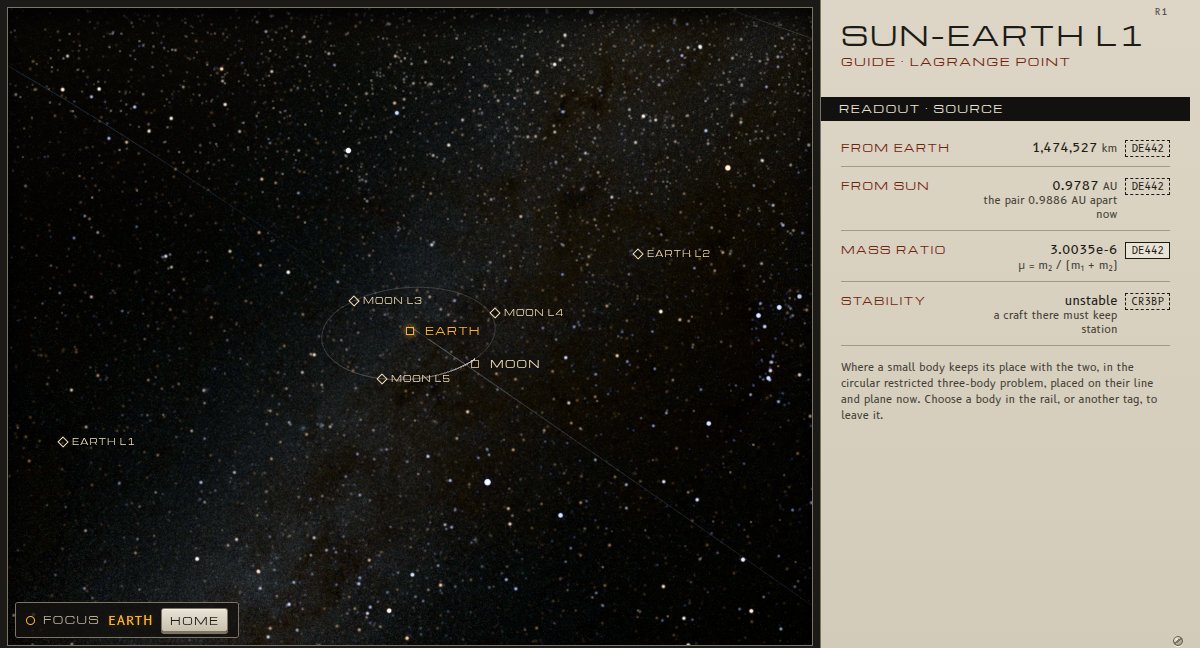 EARTH L2
MOON L3
MOON L4
EARTH
MOON
MOON L5
EARTH L1
FOCUS EARTH HOME
R1
SUN-EARTH L1
GUIDE · LAGRANGE POINT
READOUT · SOURCE
FROM EARTH 1,474,527 km DE442
FROM SUN 0.9787 AU DE442
the pair 0.9886 AU apart
now
MASS RATIO 3.0035e-6 DE442
μ = m₂ / (m₁ + m₂)
STABILITY unstable CR3BP
a craft there must keep
station
Where a small body keeps its place with the two, in the
circular restricted three-body problem, placed on their line
and plane now. Choose a body in the rail, or another tag, to
leave it.